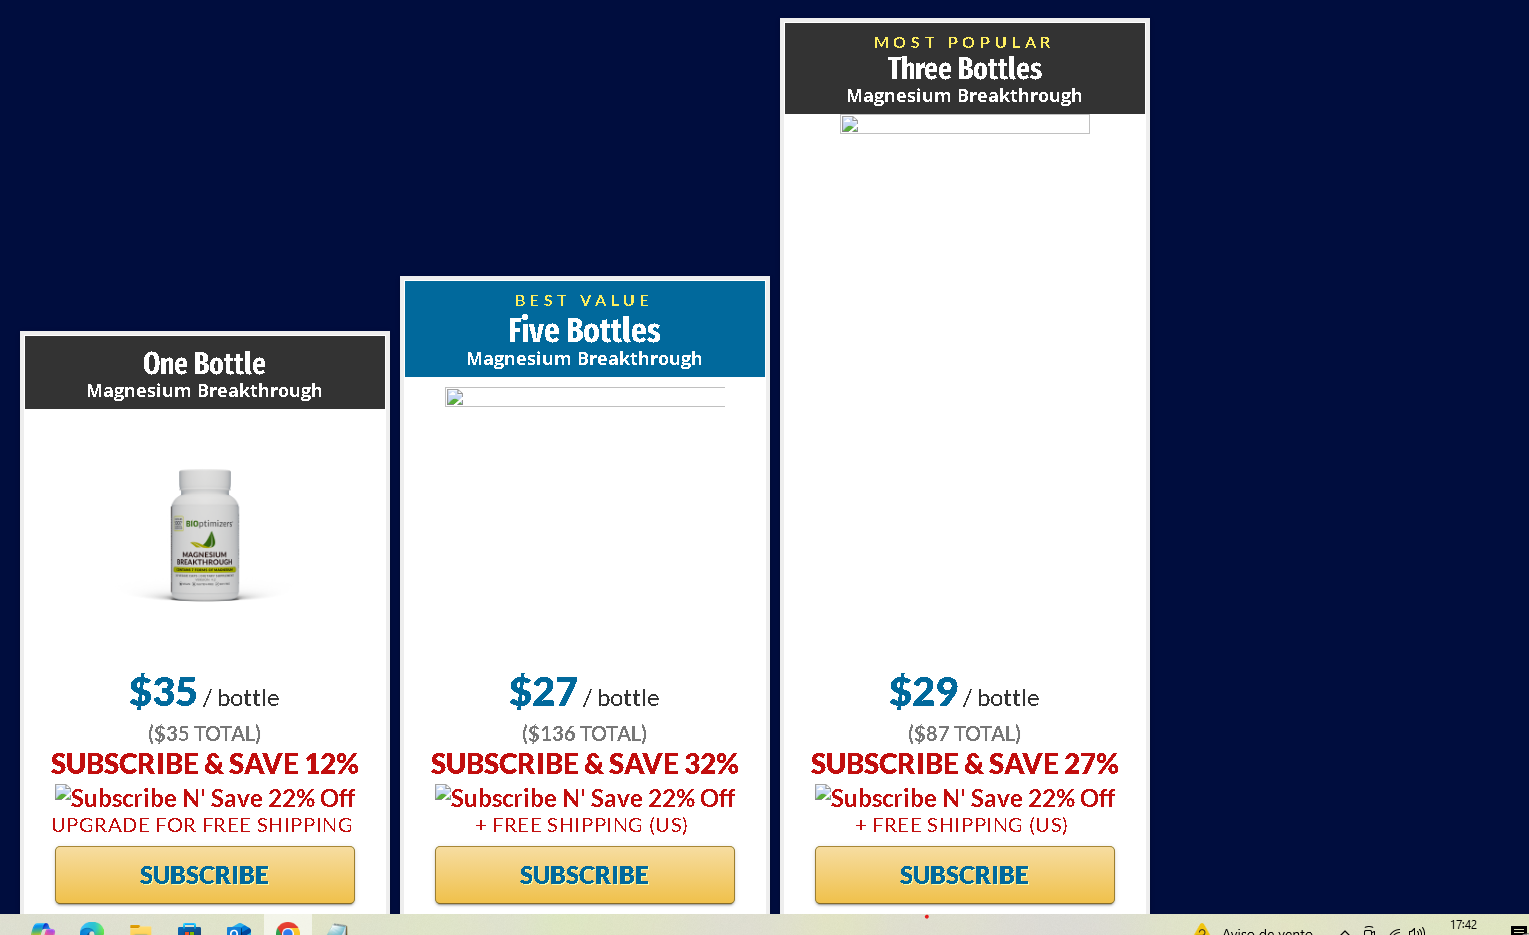 One Bottle
Magnesium Breakthrough
BIOptimizers
MAGNESIUM
BREAKTHROUGH
$35 / bottle
($35 TOTAL)
SUBSCRIBE & SAVE 12%
Subscribe N' Save 22% Off
UPGRADE FOR FREE SHIPPING
SUBSCRIBE
BEST VALUE
Five Bottles
Magnesium Breakthrough
$27 / bottle
($136 TOTAL)
SUBSCRIBE & SAVE 32%
Subscribe N' Save 22% Off
+ FREE SHIPPING (US)
SUBSCRIBE
MOST POPULAR
Three Bottles
Magnesium Breakthrough
$29 / bottle
($87 TOTAL)
SUBSCRIBE & SAVE 27%
Subscribe N' Save 22% Off
+ FREE SHIPPING (US)
SUBSCRIBE
Aviso de vento
17:42